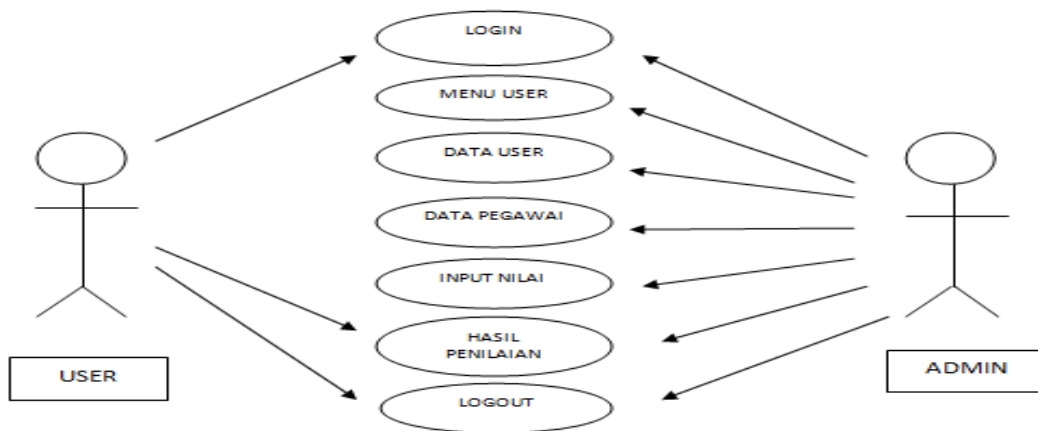 LOGIN
MENU USER
DATA USER
DATA PEGAWAI
INPUT NILAI
HASIL
PENILAIAN
LOGOUT
USER
ADMIN